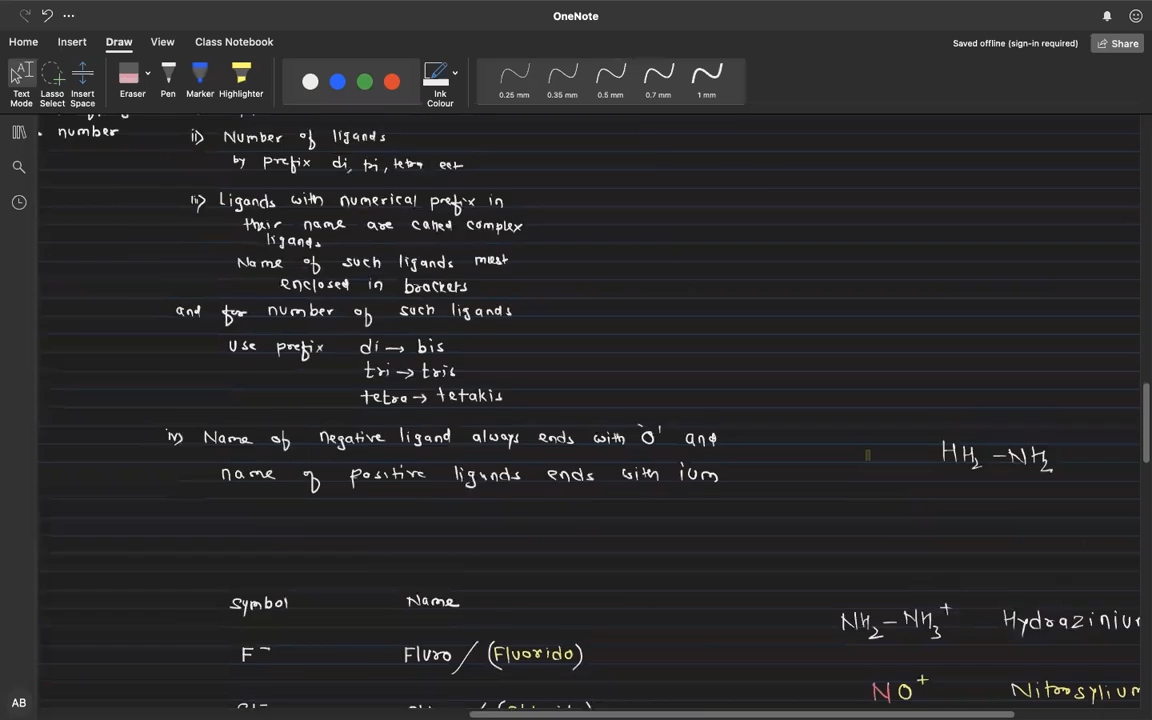 OneNote
Home Insert Draw View Class Notebook
Saved offline (sign-in required) Share
Text Mode
Lasso Select
Insert Space
Eraser
Pen
Marker
Highlighter
Ink Colour
0.25 mm 0.35 mm 0.5 mm 0.7 mm 1 mm
number
ii) Number of ligands
by prefix di, tri, tetra eet
iii) Ligands with numerical prefix in
their name are called complex
ligands
Name of such ligands must
enclosed in brackets
and for number of such ligands
Use prefix di → bis
tri → tris
tetra → tetakis
iv) Name of negative ligand always ends with 'O' and
name of positive ligands ends with ium
HH2 – NH2
Symbol Name
NH2 – NH3+ Hydrazinium
F– Fluro / (Fluorido)
NO+ Nitrosylium
AB